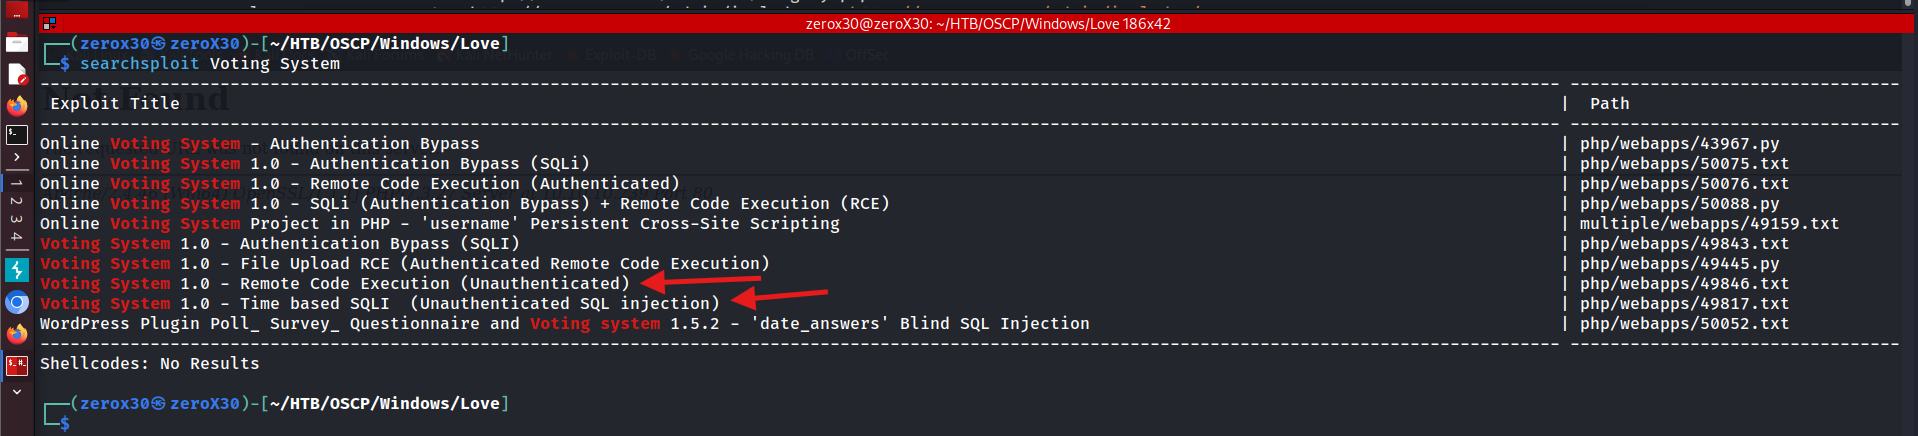 zerox30@zeroX30: ~/HTB/OSCP/Windows/Love 186x42
┌──(zerox30㉿zeroX30)-[~/HTB/OSCP/Windows/Love]
└─$ searchsploit Voting System
Exploit Title | Path
Online Voting System - Authentication Bypass | php/webapps/43967.py
Online Voting System 1.0 - Authentication Bypass (SQLi) | php/webapps/50075.txt
Online Voting System 1.0 - Remote Code Execution (Authenticated) | php/webapps/50076.txt
Online Voting System 1.0 - SQLi (Authentication Bypass) + Remote Code Execution (RCE) | php/webapps/50088.py
Online Voting System Project in PHP - 'username' Persistent Cross-Site Scripting | multiple/webapps/49159.txt
Voting System 1.0 - Authentication Bypass (SQLI) | php/webapps/49843.txt
Voting System 1.0 - File Upload RCE (Authenticated Remote Code Execution) | php/webapps/49445.py
Voting System 1.0 - Remote Code Execution (Unauthenticated) | php/webapps/49846.txt
Voting System 1.0 - Time based SQLI  (Unauthenticated SQL injection) | php/webapps/49817.txt
WordPress Plugin Poll_ Survey_ Questionnaire and Voting system 1.5.2 - 'date_answers' Blind SQL Injection | php/webapps/50052.txt
Shellcodes: No Results
┌──(zerox30㉿zeroX30)-[~/HTB/OSCP/Windows/Love]
└─$
1
2
3
4